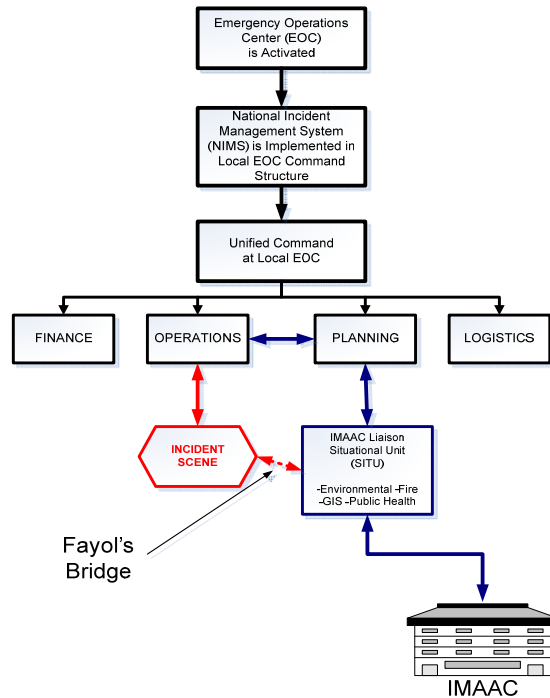 Emergency Operations
Center (EOC)
is Activated
National Incident
Management System
(NIMS) is Implemented in
Local EOC Command
Structure
Unified Command
at Local EOC
FINANCE
OPERATIONS
PLANNING
LOGISTICS
INCIDENT
SCENE
IMAAC Liaison
Situational Unit
(SITU)
-Environmental -Fire
-GIS -Public Health
Fayol's
Bridge
IMAAC